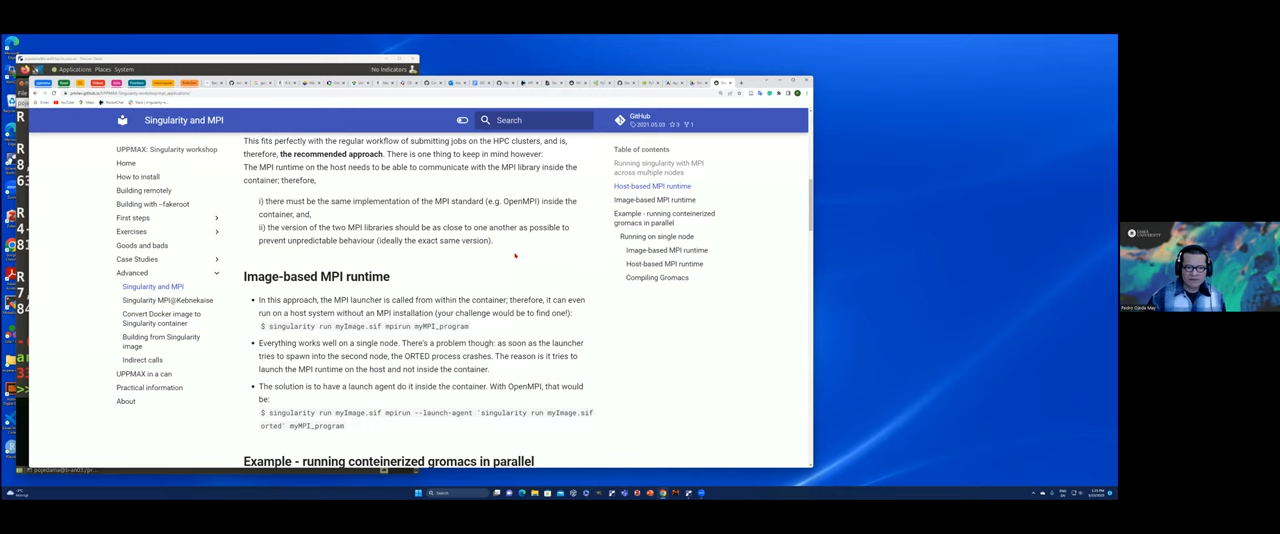 Applications Places System
No Indicators
Singularity and MPI
Search
GitHub
2021.05.03 3 1
UPPMAX: Singularity workshop
Home
How to install
Building remotely
Building with --fakeroot
First steps
Exercises
Goods and bads
Case Studies
Advanced
Singularity and MPI
Singularity MPI@Kebnekaise
Convert Docker image to
Singularity container
Building from Singularity
image
Indirect calls
UPPMAX in a can
Practical information
About
This fits perfectly with the regular workflow of submitting jobs on the HPC clusters, and is,
therefore, the recommended approach. There is one thing to keep in mind however:
The MPI runtime on the host needs to be able to communicate with the MPI library inside the
container; therefore,
i) there must be the same implementation of the MPI standard (e.g. OpenMPI) inside the
container, and,
ii) the version of the two MPI libraries should be as close to one another as possible to
prevent unpredictable behaviour (ideally the exact same version).
Image-based MPI runtime
• In this approach, the MPI launcher is called from within the container; therefore, it can even
run on a host system without an MPI installation (your challenge would be to find one!):
$ singularity run myImage.sif mpirun myMPI_program
• Everything works well on a single node. There's a problem though: as soon as the launcher
tries to spawn into the second node, the ORTED process crashes. The reason is it tries to
launch the MPI runtime on the host and not inside the container.
• The solution is to have a launch agent do it inside the container. With OpenMPI, that would
be:
$ singularity run myImage.sif mpirun --launch-agent 'singularity run myImage.sif
orted' myMPI_program
Example - running conteinerized gromacs in parallel
Table of contents
Running singularity with MPI
across multiple nodes
Host-based MPI runtime
Image-based MPI runtime
Example - running conteinerized
gromacs in parallel
Running on single node
Image-based MPI runtime
Host-based MPI runtime
Compiling Gromacs
Search
Pedro Ojeda May